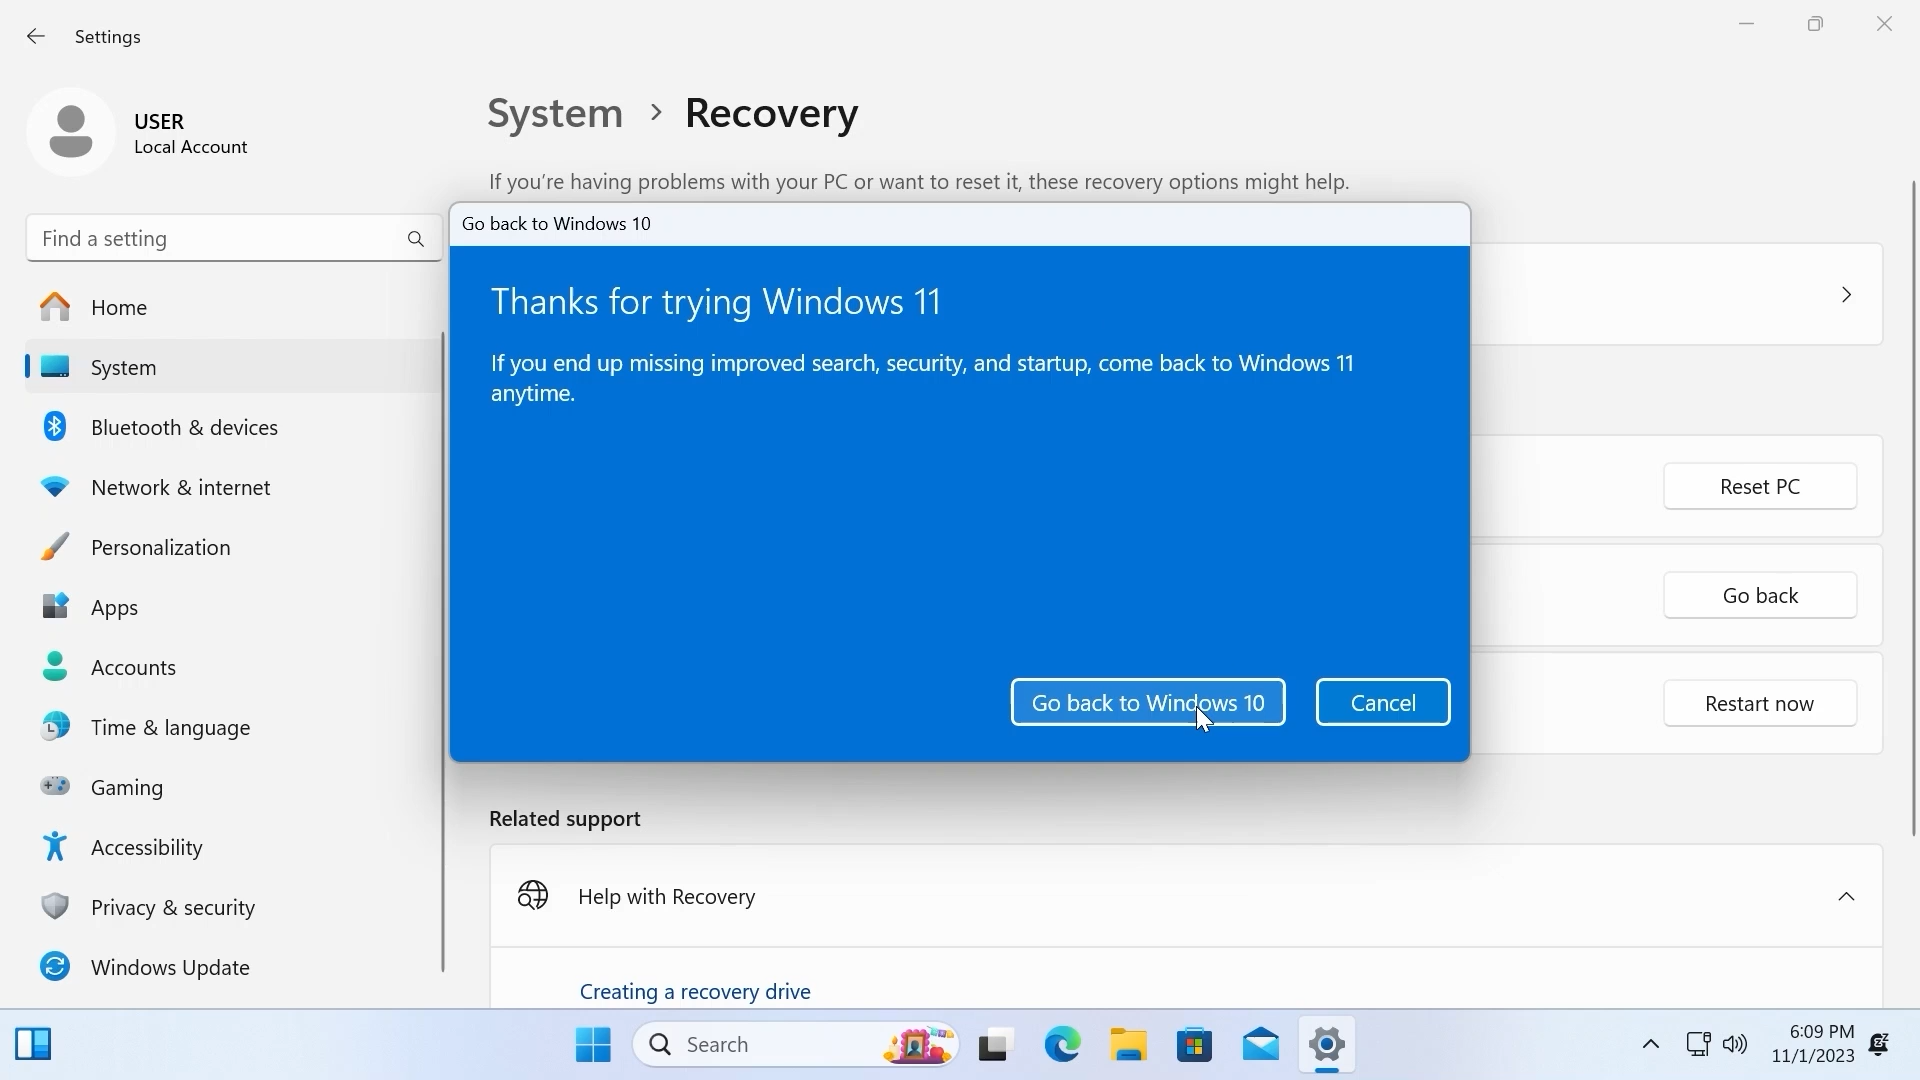 Settings
USER
Local Account
Find a setting
Home
System
Bluetooth & devices
Network & internet
Personalization
Apps
Accounts
Time & language
Gaming
Accessibility
Privacy & security
Windows Update
System > Recovery
If you're having problems with your PC or want to reset it, these recovery options might help.
Go back to Windows 10
Thanks for trying Windows 11
If you end up missing improved search, security, and startup, come back to Windows 11
anytime.
Go back to Windows 10
Cancel
Reset PC
Go back
Restart now
Related support
Help with Recovery
Creating a recovery drive
Search
6:09 PM
11/1/2023